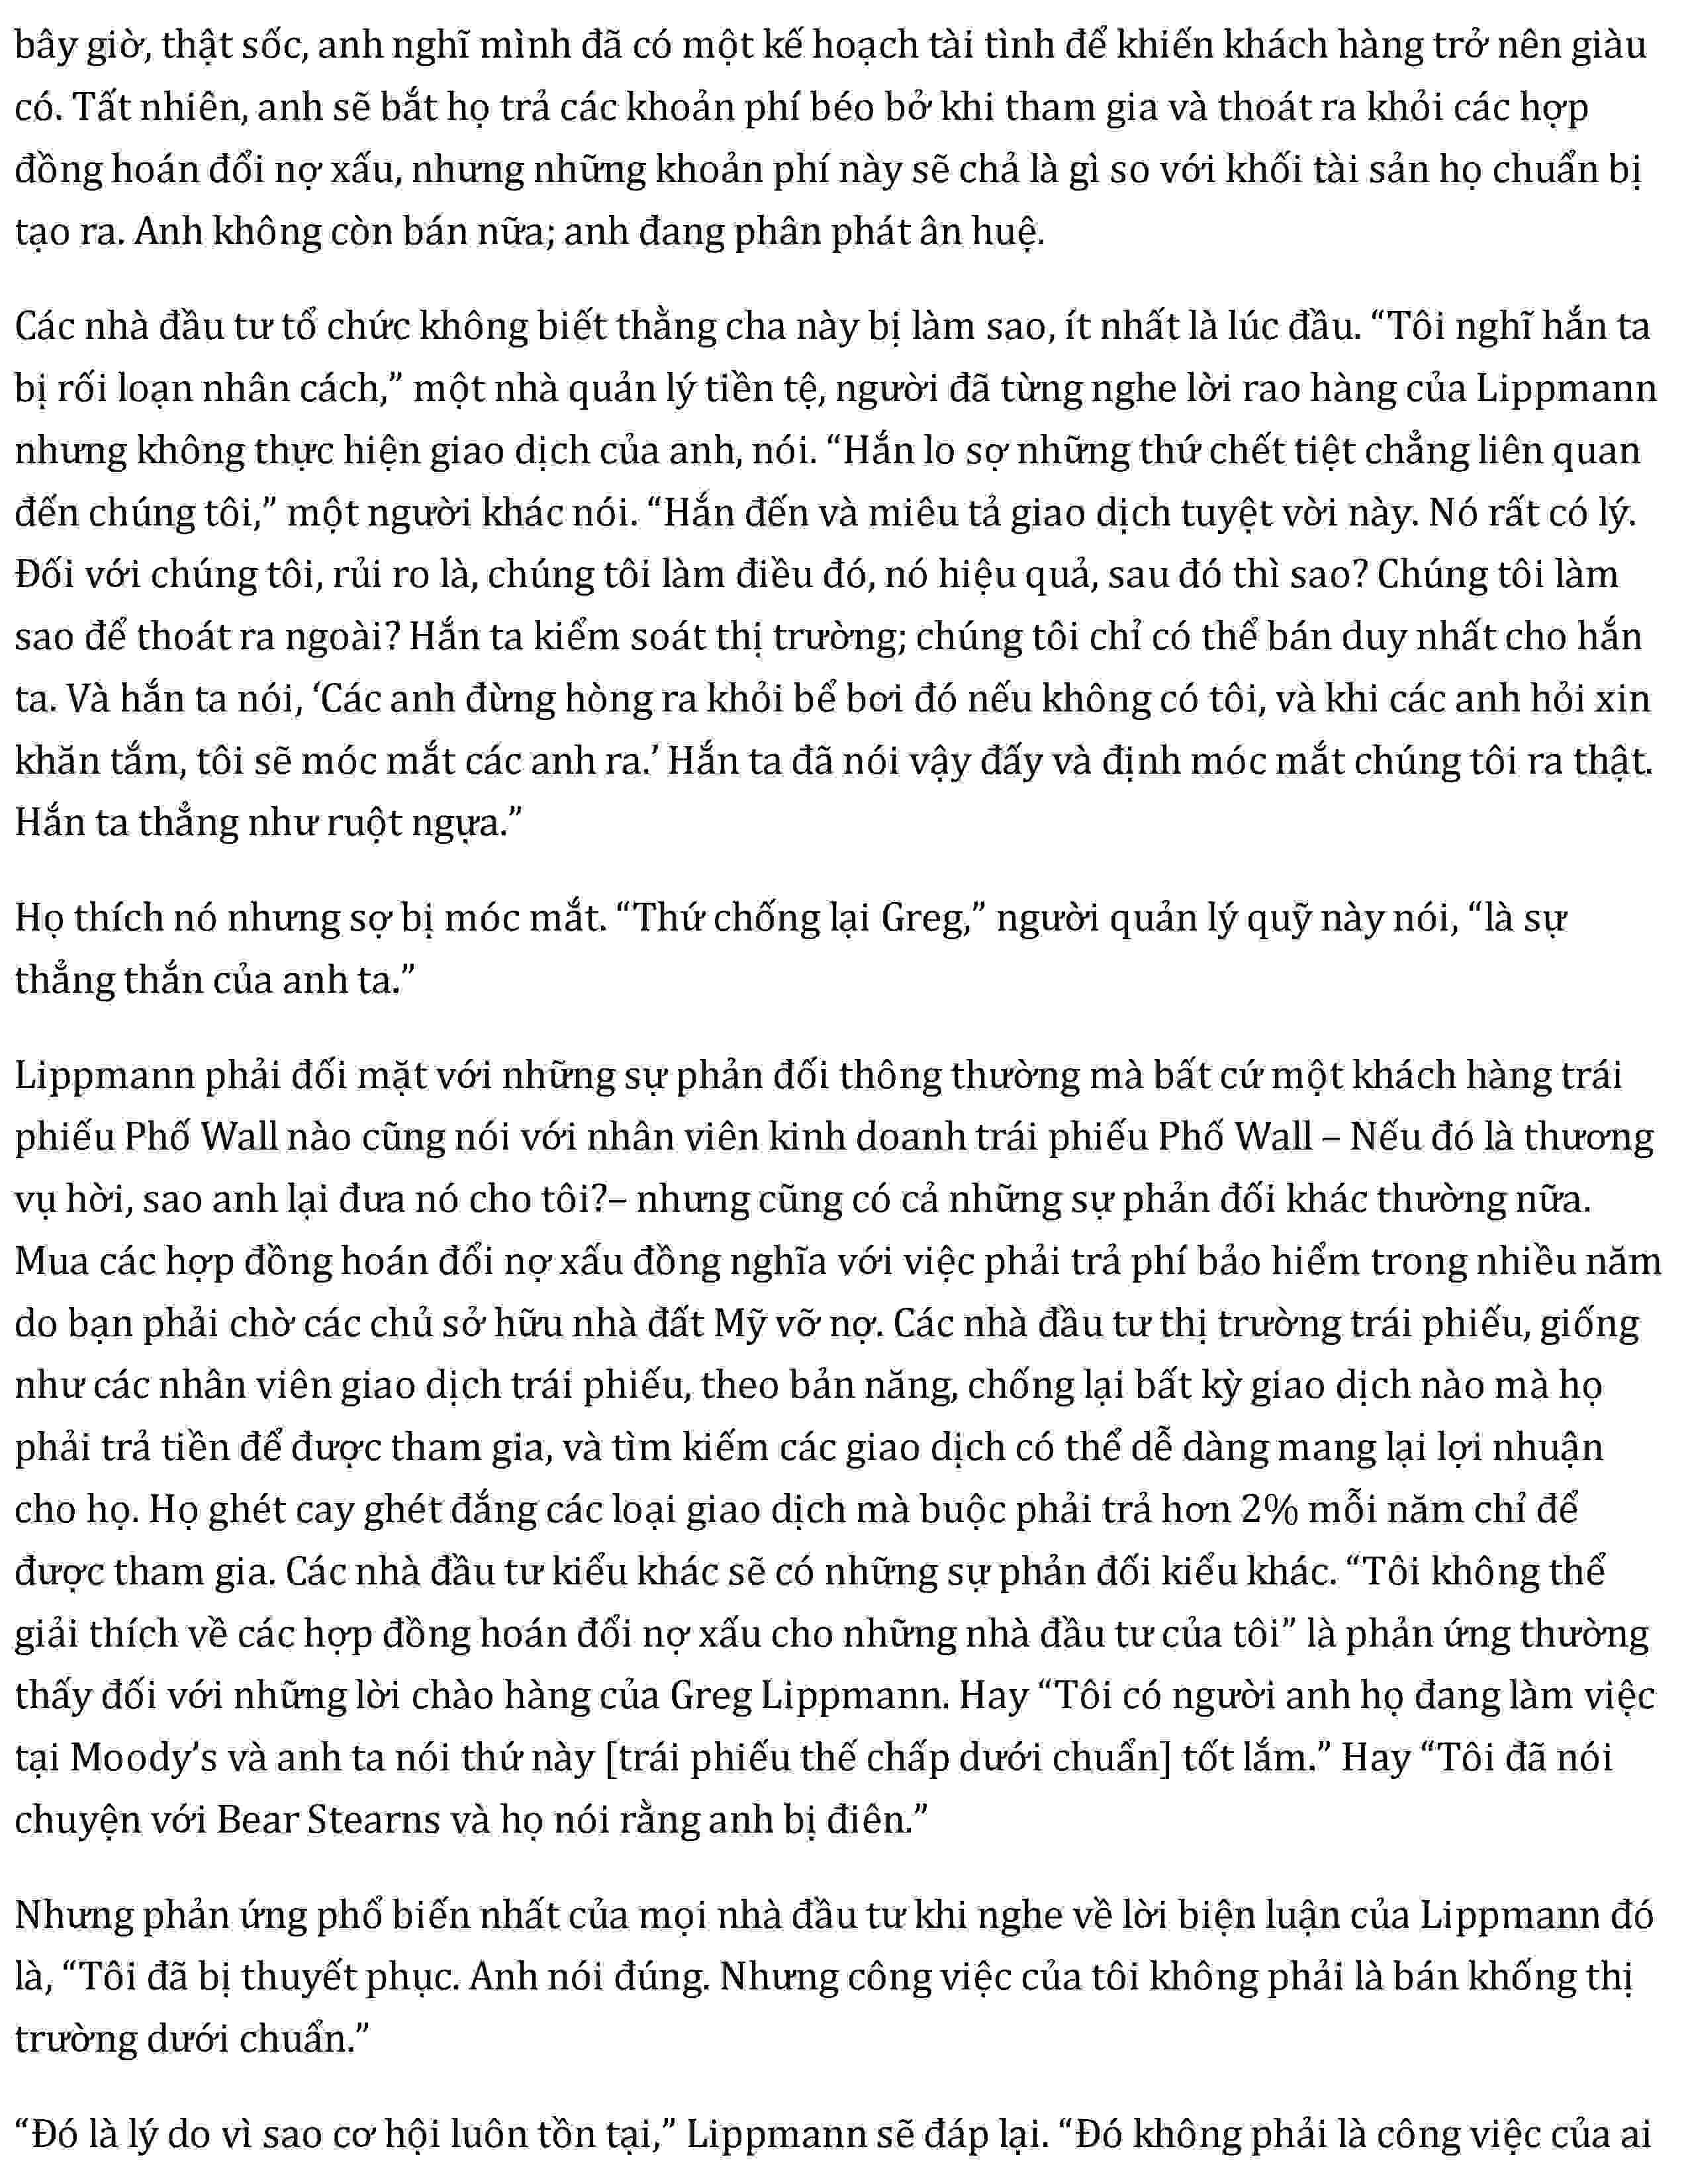 bây giờ, thật sốc, anh nghĩ mình đã có một kế hoạch tài tình để khiến khách hàng trở nên giàu
có. Tất nhiên, anh sẽ bắt họ trả các khoản phí béo bở khi tham gia và thoát ra khỏi các hợp
đồng hoán đổi nợ xấu, nhưng những khoản phí này sẽ chả là gì so với khối tài sản họ chuẩn bị
tạo ra. Anh không còn bán nữa; anh đang phân phát ân huệ.
Các nhà đầu tư tổ chức không biết thằng cha này bị làm sao, ít nhất là lúc đầu. “Tôi nghĩ hắn ta
bị rối loạn nhân cách,” một nhà quản lý tiền tệ, người đã từng nghe lời rao hàng của Lippmann
nhưng không thực hiện giao dịch của anh, nói. “Hắn lo sợ những thứ chết tiệt chẳng liên quan
đến chúng tôi,” một người khác nói. “Hắn đến và miêu tả giao dịch tuyệt vời này. Nó rất có lý.
Đối với chúng tôi, rủi ro là, chúng tôi làm điều đó, nó hiệu quả, sau đó thì sao? Chúng tôi làm
sao để thoát ra ngoài? Hắn ta kiểm soát thị trường; chúng tôi chỉ có thể bán duy nhất cho hắn
ta. Và hắn ta nói, ‘Các anh đừng hòng ra khỏi bể bơi đó nếu không có tôi, và khi các anh hỏi xin
khăn tắm, tôi sẽ móc mắt các anh ra.’ Hắn ta đã nói vậy đấy và định móc mắt chúng tôi ra thật.
Hắn ta thẳng như ruột ngựa.”
Họ thích nó nhưng sợ bị móc mắt. “Thứ chống lại Greg,” người quản lý quỹ này nói, “là sự
thẳng thắn của anh ta.”
Lippmann phải đối mặt với những sự phản đối thông thường mà bất cứ một khách hàng trái
phiếu Phố Wall nào cũng nói với nhân viên kinh doanh trái phiếu Phố Wall – Nếu đó là thương
vụ hời, sao anh lại đưa nó cho tôi?– nhưng cũng có cả những sự phản đối khác thường nữa.
Mua các hợp đồng hoán đổi nợ xấu đồng nghĩa với việc phải trả phí bảo hiểm trong nhiều năm
do bạn phải chờ các chủ sở hữu nhà đất Mỹ vỡ nợ. Các nhà đầu tư thị trường trái phiếu, giống
như các nhân viên giao dịch trái phiếu, theo bản năng, chống lại bất kỳ giao dịch nào mà họ
phải trả tiền để được tham gia, và tìm kiếm các giao dịch có thể dễ dàng mang lại lợi nhuận
cho họ. Họ ghét cay ghét đắng các loại giao dịch mà buộc phải trả hơn 2% mỗi năm chỉ để
được tham gia. Các nhà đầu tư kiểu khác sẽ có những sự phản đối kiểu khác. “Tôi không thể
giải thích về các hợp đồng hoán đổi nợ xấu cho những nhà đầu tư của tôi” là phản ứng thường
thấy đối với những lời chào hàng của Greg Lippmann. Hay “Tôi có người anh họ đang làm việc
tại Moody’s và anh ta nói thứ này [trái phiếu thế chấp dưới chuẩn] tốt lắm.” Hay “Tôi đã nói
chuyện với Bear Stearns và họ nói rằng anh bị điên.”
Nhưng phản ứng phổ biến nhất của mọi nhà đầu tư khi nghe về lời biện luận của Lippmann đó
là, “Tôi đã bị thuyết phục. Anh nói đúng. Nhưng công việc của tôi không phải là bán khống thị
trường dưới chuẩn.”
“Đó là lý do vì sao cơ hội luôn tồn tại,” Lippmann sẽ đáp lại. “Đó không phải là công việc của ai